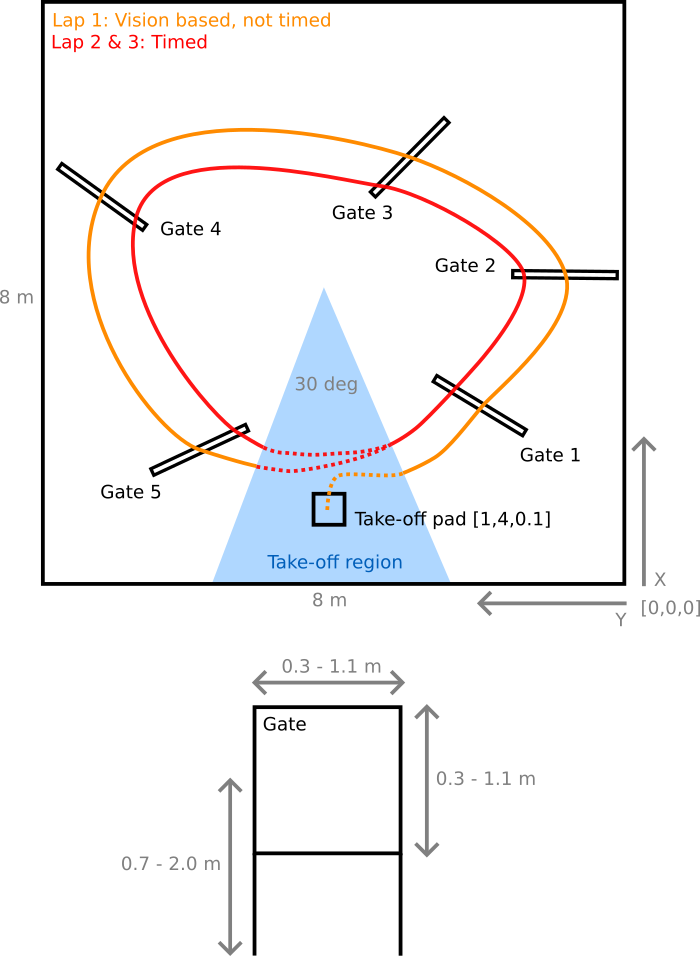 Lap 1: Vision based, not timed
Lap 2 & 3: Timed
Gate 3
Gate 4
Gate 2
8 m
30 deg
Gate 1
Gate 5
Take-off pad [1,4,0.1]
Take-off region
X
8 m
[0,0,0]
Y
0.3 - 1.1 m
Gate
0.3 - 1.1 m
0.7 - 2.0 m